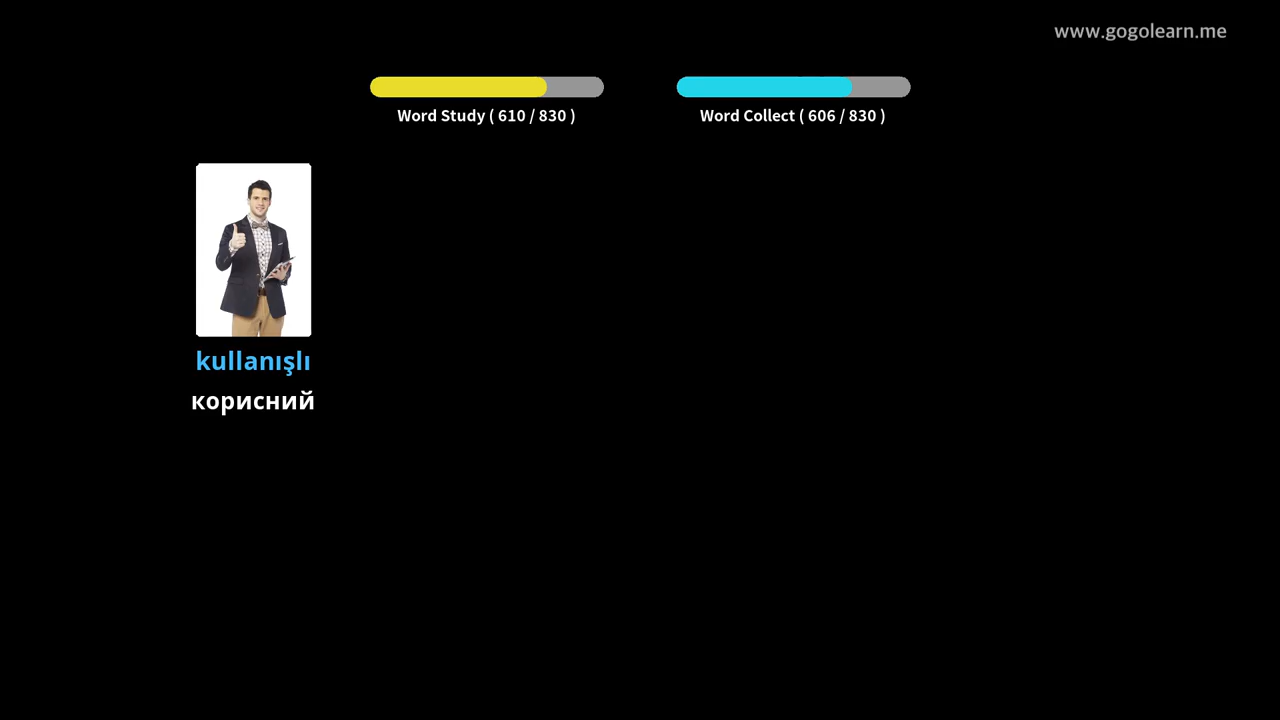 www.gogolearn.me
Word Study ( 610 / 830 )
Word Collect ( 606 / 830 )
kullanışlı
корисний